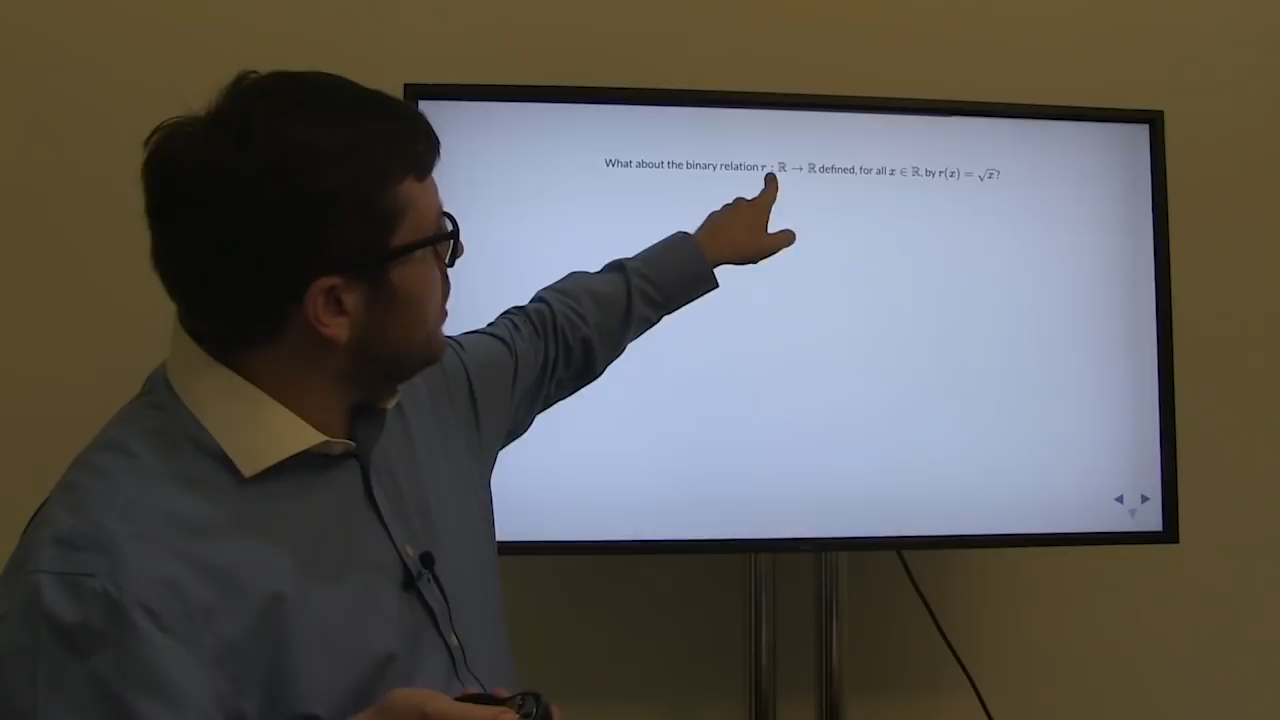 What about the binary relation r : ℝ → ℝ defined, for all x ∈ ℝ, by r(x) = √x?